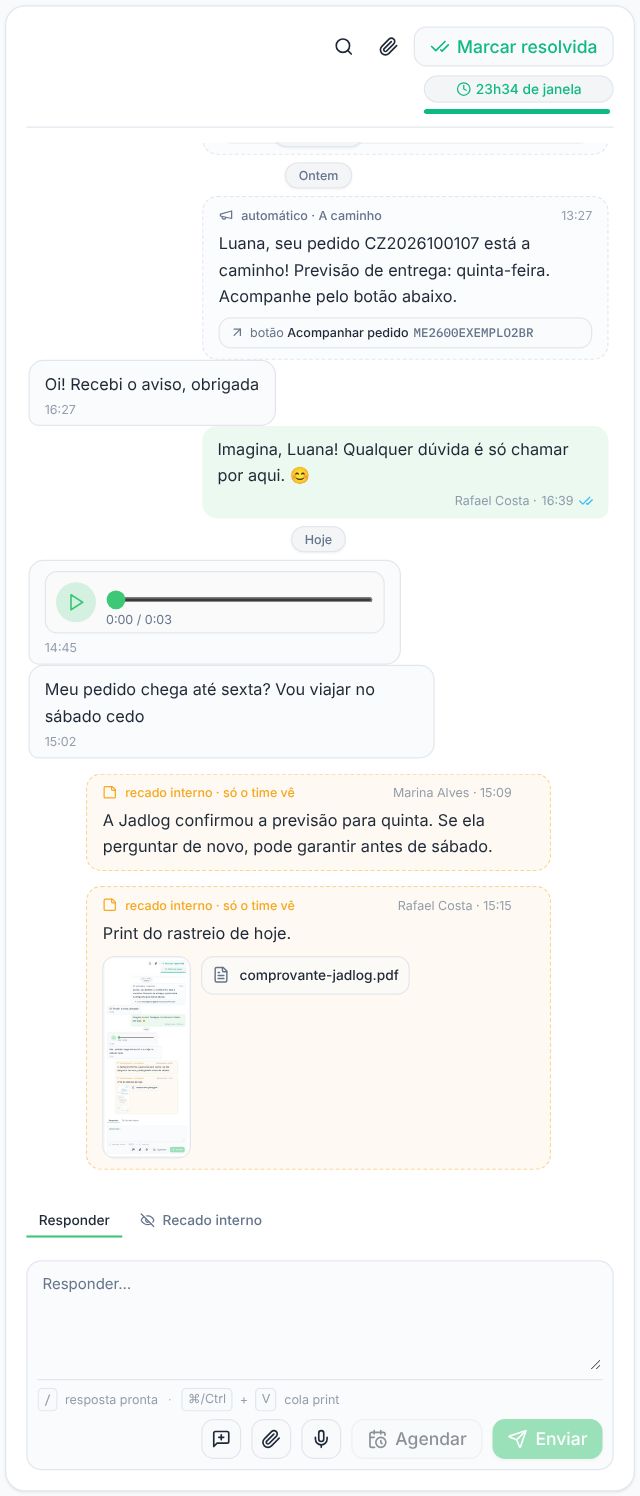 Marcar resolvida
23h34 de janela
Ontem
automático · A caminho 13:27
Luana, seu pedido CZ2026100107 está a
caminho! Previsão de entrega: quinta-feira.
Acompanhe pelo botão abaixo.
botão Acompanhar pedido ME2600EXEMPLO2BR
Oi! Recebi o aviso, obrigada
16:27
Imagina, Luana! Qualquer dúvida é só chamar
por aqui. 😊
Rafael Costa · 16:39
Hoje
0:00 / 0:03
14:45
Meu pedido chega até sexta? Vou viajar no
sábado cedo
15:02
recado interno · só o time vê Marina Alves · 15:09
A Jadlog confirmou a previsão para quinta. Se ela
perguntar de novo, pode garantir antes de sábado.
recado interno · só o time vê Rafael Costa · 15:15
Print do rastreio de hoje.
comprovante-jadlog.pdf
Responder Recado interno
Responder...
/ resposta pronta · ⌘/Ctrl + V cola print
Agendar Enviar